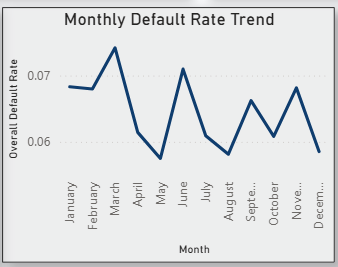 Monthly Default Rate Trend
Overall Default Rate
0.07
0.06
January
February
March
April
May
June
July
August
Septe...
October
Nove...
Decem...
Month